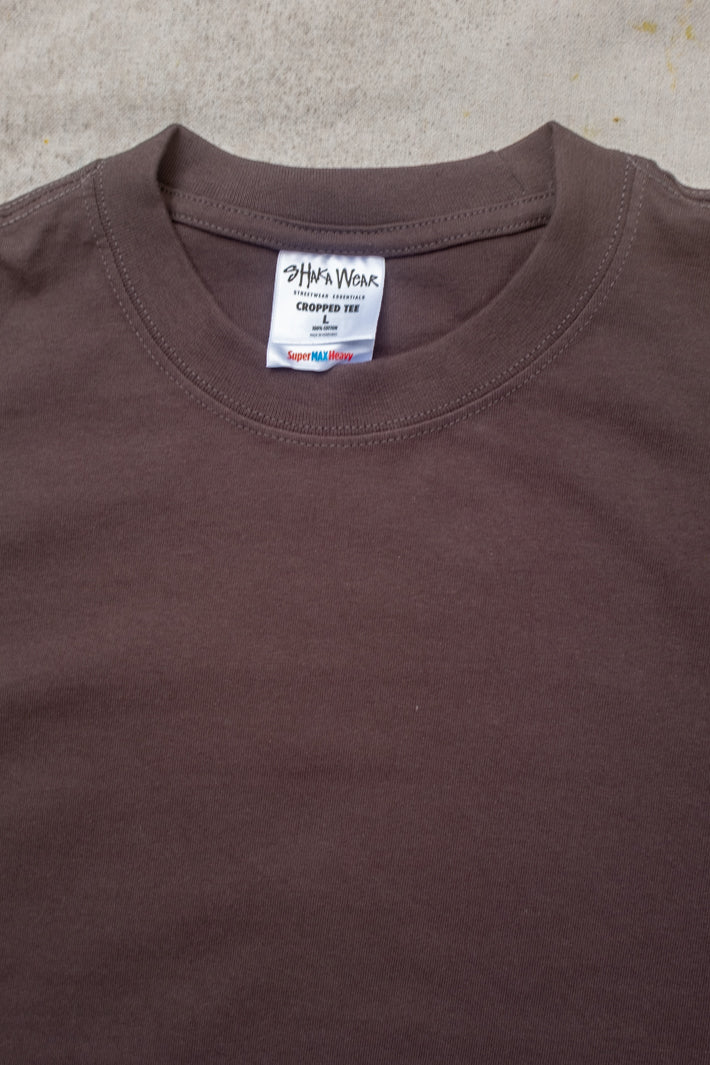 SHAKA WEAR
STREETWEAR ESSENTIALS
CROPPED TEE
L
100% COTTON
SuperMAXHeavy